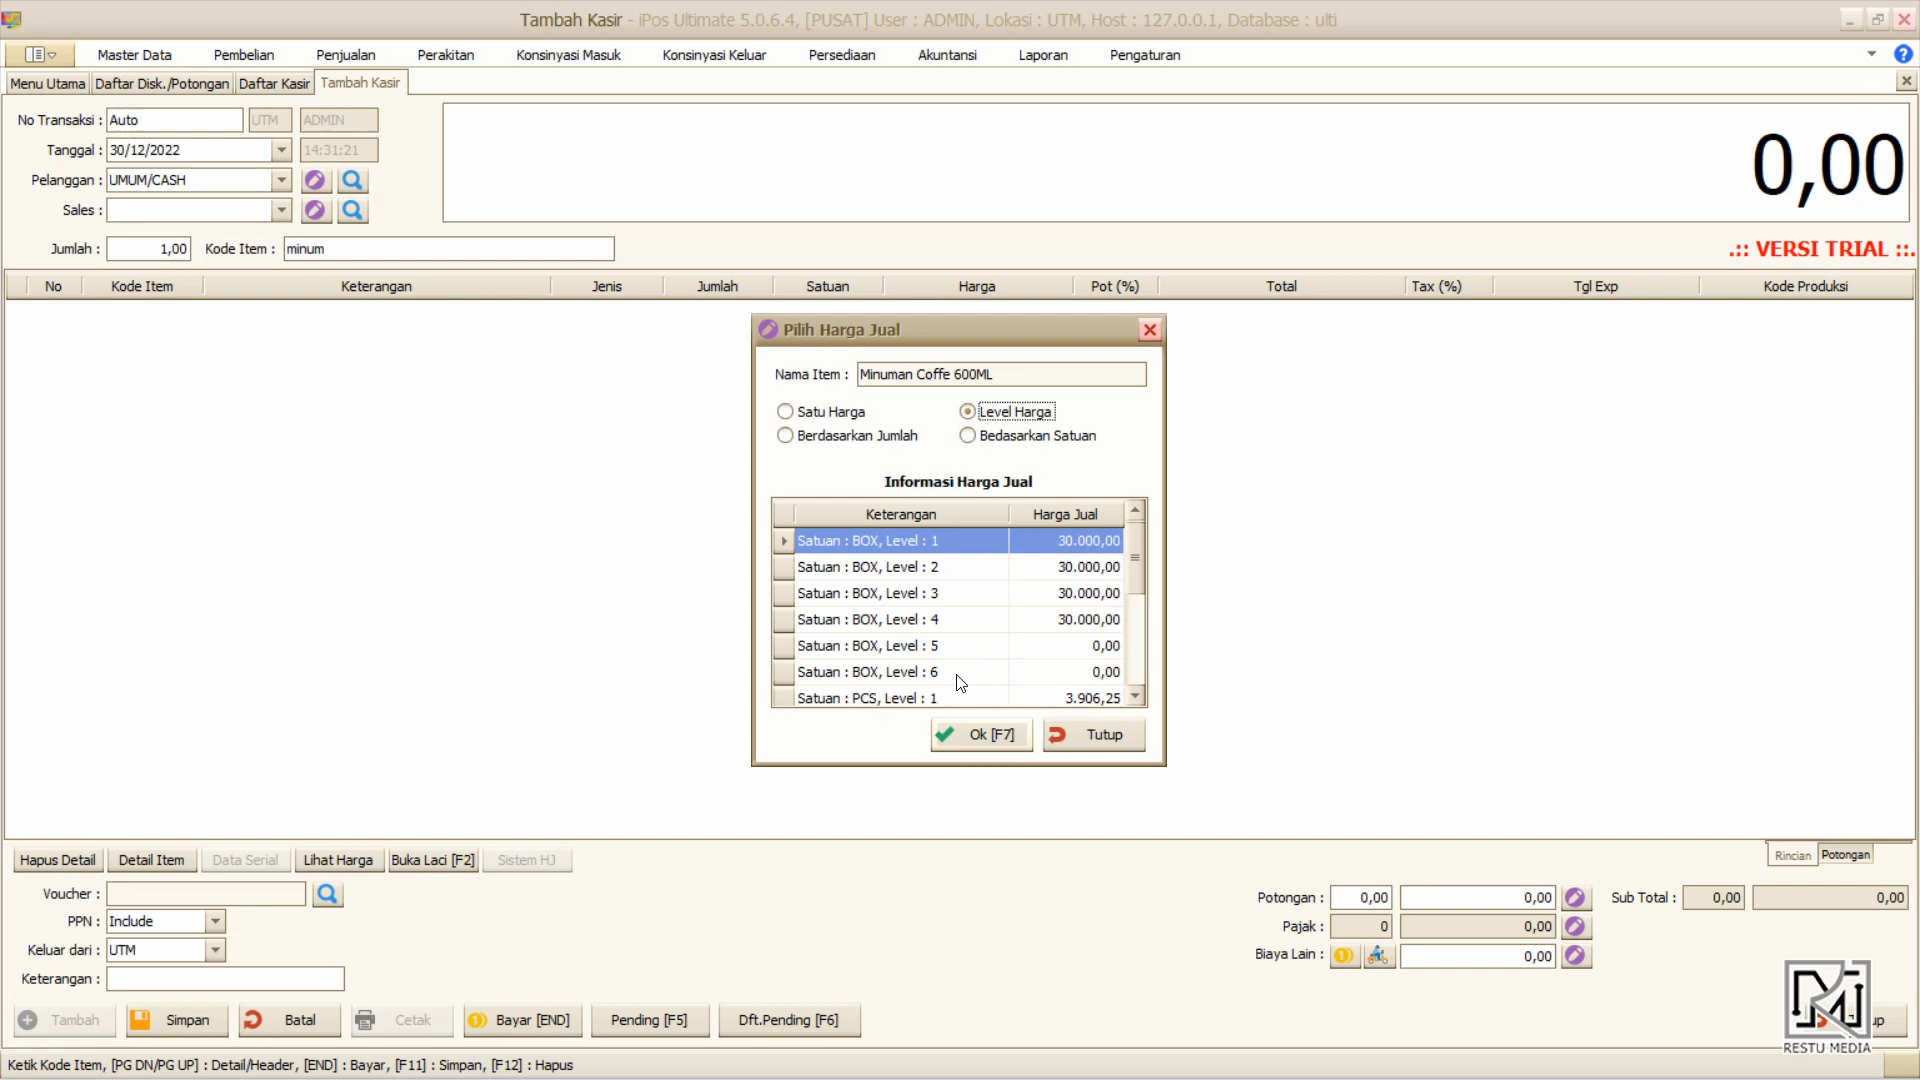 Tambah Kasir - iPos Ultimate 5.0.6.4, [PUSAT] User : ADMIN, Lokasi : UTM, Host : 127.0.0.1, Database : ulti
Master Data Pembelian Penjualan Perakitan Konsinyasi Masuk Konsinyasi Keluar Persediaan Akuntansi Laporan Pengaturan
Menu Utama Daftar Disk./Potongan Daftar Kasir Tambah Kasir
No Transaksi : Auto UTM ADMIN
Tanggal : 30/12/2022 14:31:21
0,00
Pelanggan : UMUM/CASH
Sales :
Jumlah : 1,00 Kode Item : minum
.:: VERSI TRIAL ::.
No Kode Item Keterangan Jenis Jumlah Satuan Harga Pot (%) Total Tax (%) Tgl Exp Kode Produksi
Pilih Harga Jual
Nama Item : Minuman Coffe 600ML
Satu Harga Level Harga
Berdasarkan Jumlah Bedasarkan Satuan
Informasi Harga Jual
Keterangan Harga Jual
Satuan : BOX, Level : 1 30.000,00
Satuan : BOX, Level : 2 30.000,00
Satuan : BOX, Level : 3 30.000,00
Satuan : BOX, Level : 4 30.000,00
Satuan : BOX, Level : 5 0,00
Satuan : BOX, Level : 6 0,00
Satuan : PCS, Level : 1 3.906,25
Ok [F7] Tutup
Hapus Detail Detail Item Data Serial Lihat Harga Buka Laci [F2] Sistem HJ
Rincian Potongan
Voucher :
PPN : Include
Keluar dari : UTM
Keterangan :
Potongan : 0,00 0,00 Sub Total : 0,00 0,00
Pajak : 0 0,00
Biaya Lain : 0,00
Tambah Simpan Batal Cetak Bayar [END] Pending [F5] Dft.Pending [F6]
RESTU MEDIA
Ketik Kode Item, [PG DN/PG UP] : Detail/Header, [END] : Bayar, [F11] : Simpan, [F12] : Hapus